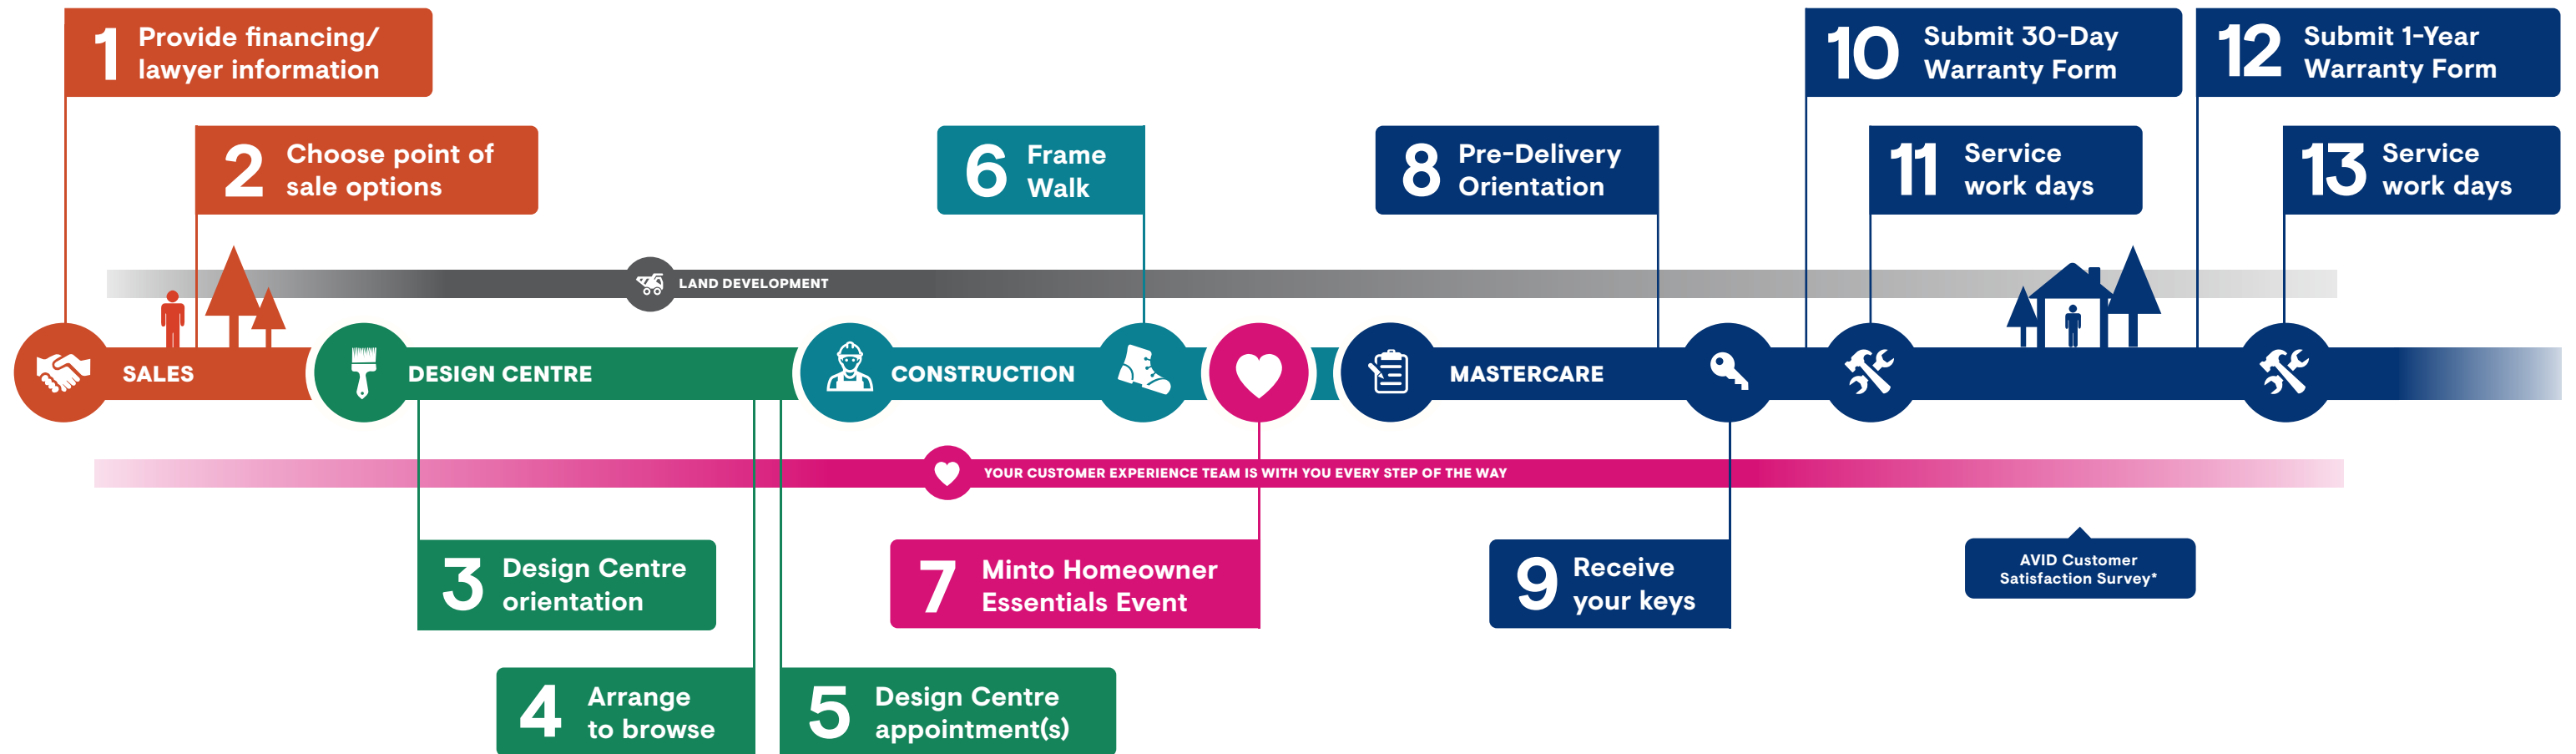 1 Provide financing/
lawyer information
2 Choose point of
sale options
6 Frame
Walk
8 Pre-Delivery
Orientation
10 Submit 30-Day
Warranty Form
11 Service
work days
12 Submit 1-Year
Warranty Form
13 Service
work days
LAND DEVELOPMENT
SALES
DESIGN CENTRE
CONSTRUCTION
MASTERCARE
YOUR CUSTOMER EXPERIENCE TEAM IS WITH YOU EVERY STEP OF THE WAY
3 Design Centre
orientation
4 Arrange
to browse
5 Design Centre
appointment(s)
7 Minto Homeowner
Essentials Event
9 Receive
your keys
AVID Customer
Satisfaction Survey*